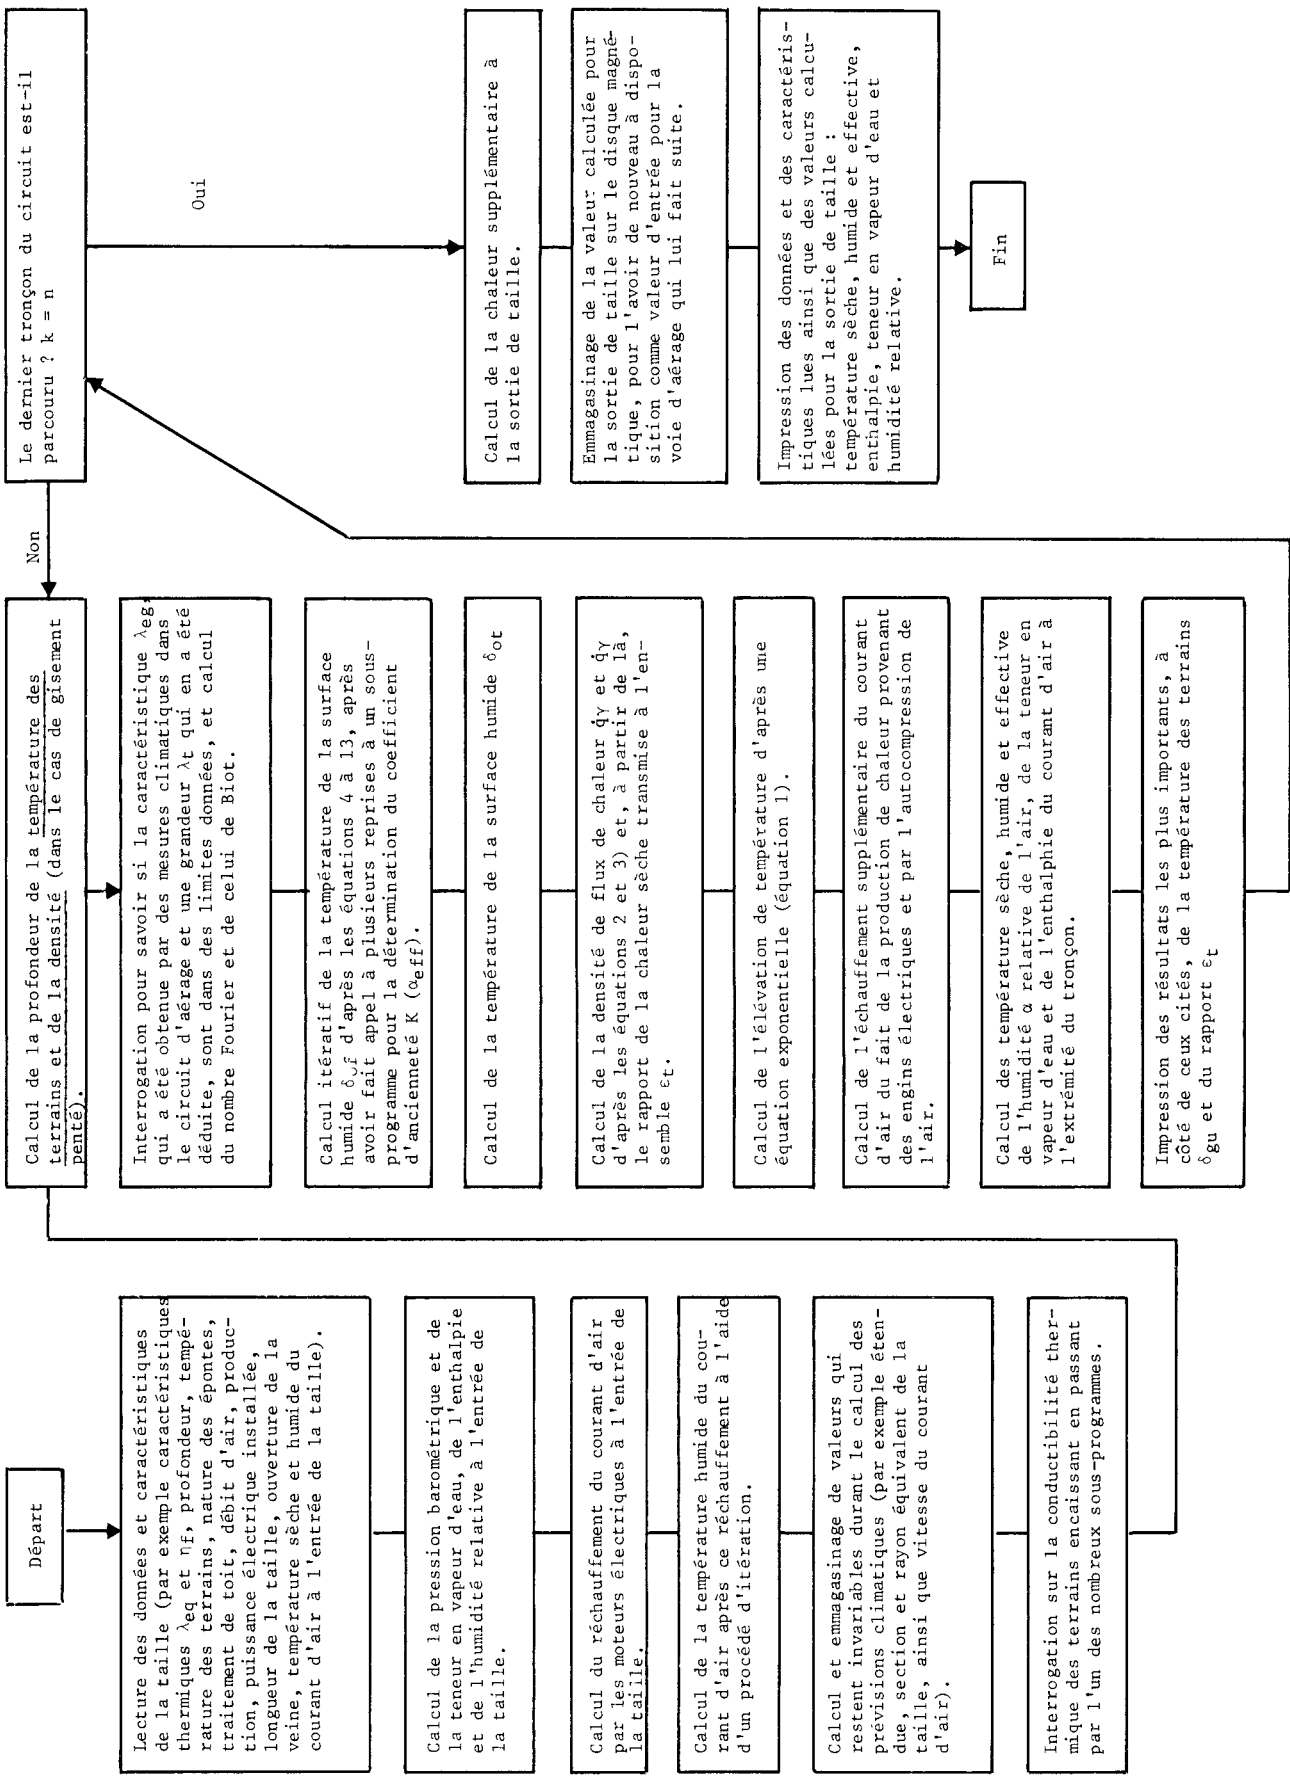 Départ
Lecture des données et caractéristiques
de la taille (par exemple caractéristiques
thermiques λeq et ηf, profondeur, tempé-
rature des terrains, nature des épontes,
traitement de toit, débit d'air, produc-
tion, puissance électrique installée,
longueur de la taille, ouverture de la
veine, température sèche et humide du
courant d'air à l'entrée de la taille).
Calcul de la pression barométrique et de
la teneur en vapeur d'eau, de l'enthalpie
et de l'humidité relative à l'entrée de
la taille.
Calcul du réchauffement du courant d'air
par les moteurs électriques à l'entrée de
la taille.
Calcul de la température humide du cou-
rant d'air après ce réchauffement à l'aide
d'un procédé d'itération.
Calcul et emmagasinage de valeurs qui
restent invariables durant le calcul des
prévisions climatiques (par exemple éten-
due, section et rayon équivalent de la
taille, ainsi que vitesse du courant
d'air).
Interrogation sur la conductibilité ther-
mique des terrains encaissant en passant
par l'un des nombreux sous-programmes.
Calcul de la profondeur de la température des
terrains et de la densité (dans le cas de gisement
penté).
Interrogation pour savoir si la caractéristique λeg,
qui a été obtenue par des mesures climatiques dans
le circuit d'aérage et une grandeur λt qui en a été
déduite, sont dans des limites données, et calcul
du nombre Fourier et de celui de Biot.
Calcul itératif de la température de la surface
humide δof d'après les équations 4 à 13, après
avoir fait appel à plusieurs reprises à un sous-
programme pour la détermination du coefficient
d'ancienneté K (αeff).
Calcul de la température de la surface humide δot
Calcul de la densité de flux de chaleur q̇γ et q̇γ
d'après les équations 2 et 3) et, à partir de là,
le rapport de la chaleur sèche transmise à l'en-
semble εt.
Calcul de l'élévation de température d'après une
équation exponentielle (équation 1).
Calcul de l'échauffement supplémentaire du courant
d'air du fait de la production de chaleur provenant
des engins électriques et par l'autocompression de
l'air.
Calcul des température sèche, humide et effective
de l'humidité α relative de l'air, de la teneur en
vapeur d'eau et de l'enthalphie du courant d'air à
l'extrémité du tronçon.
Impression des résultats les plus importants, à
côté de ceux cités, de la température des terrains
δgu et du rapport εt
Non
Le dernier tronçon du circuit est-il
parcouru ? k = n
Oui
Calcul de la chaleur supplémentaire à
la sortie de taille.
Emmagasinage de la valeur calculée pour
la sortie de taille sur le disque magné-
tique, pour l'avoir de nouveau à dispo-
sition comme valeur d'entrée pour la
voie d'aérage qui lui fait suite.
Impression des données et des caractéris-
tiques lues ainsi que des valeurs calcu-
lées pour la sortie de taille :
température sèche, humide et effective,
enthalpie, teneur en vapeur d'eau et
humidité relative.
Fin